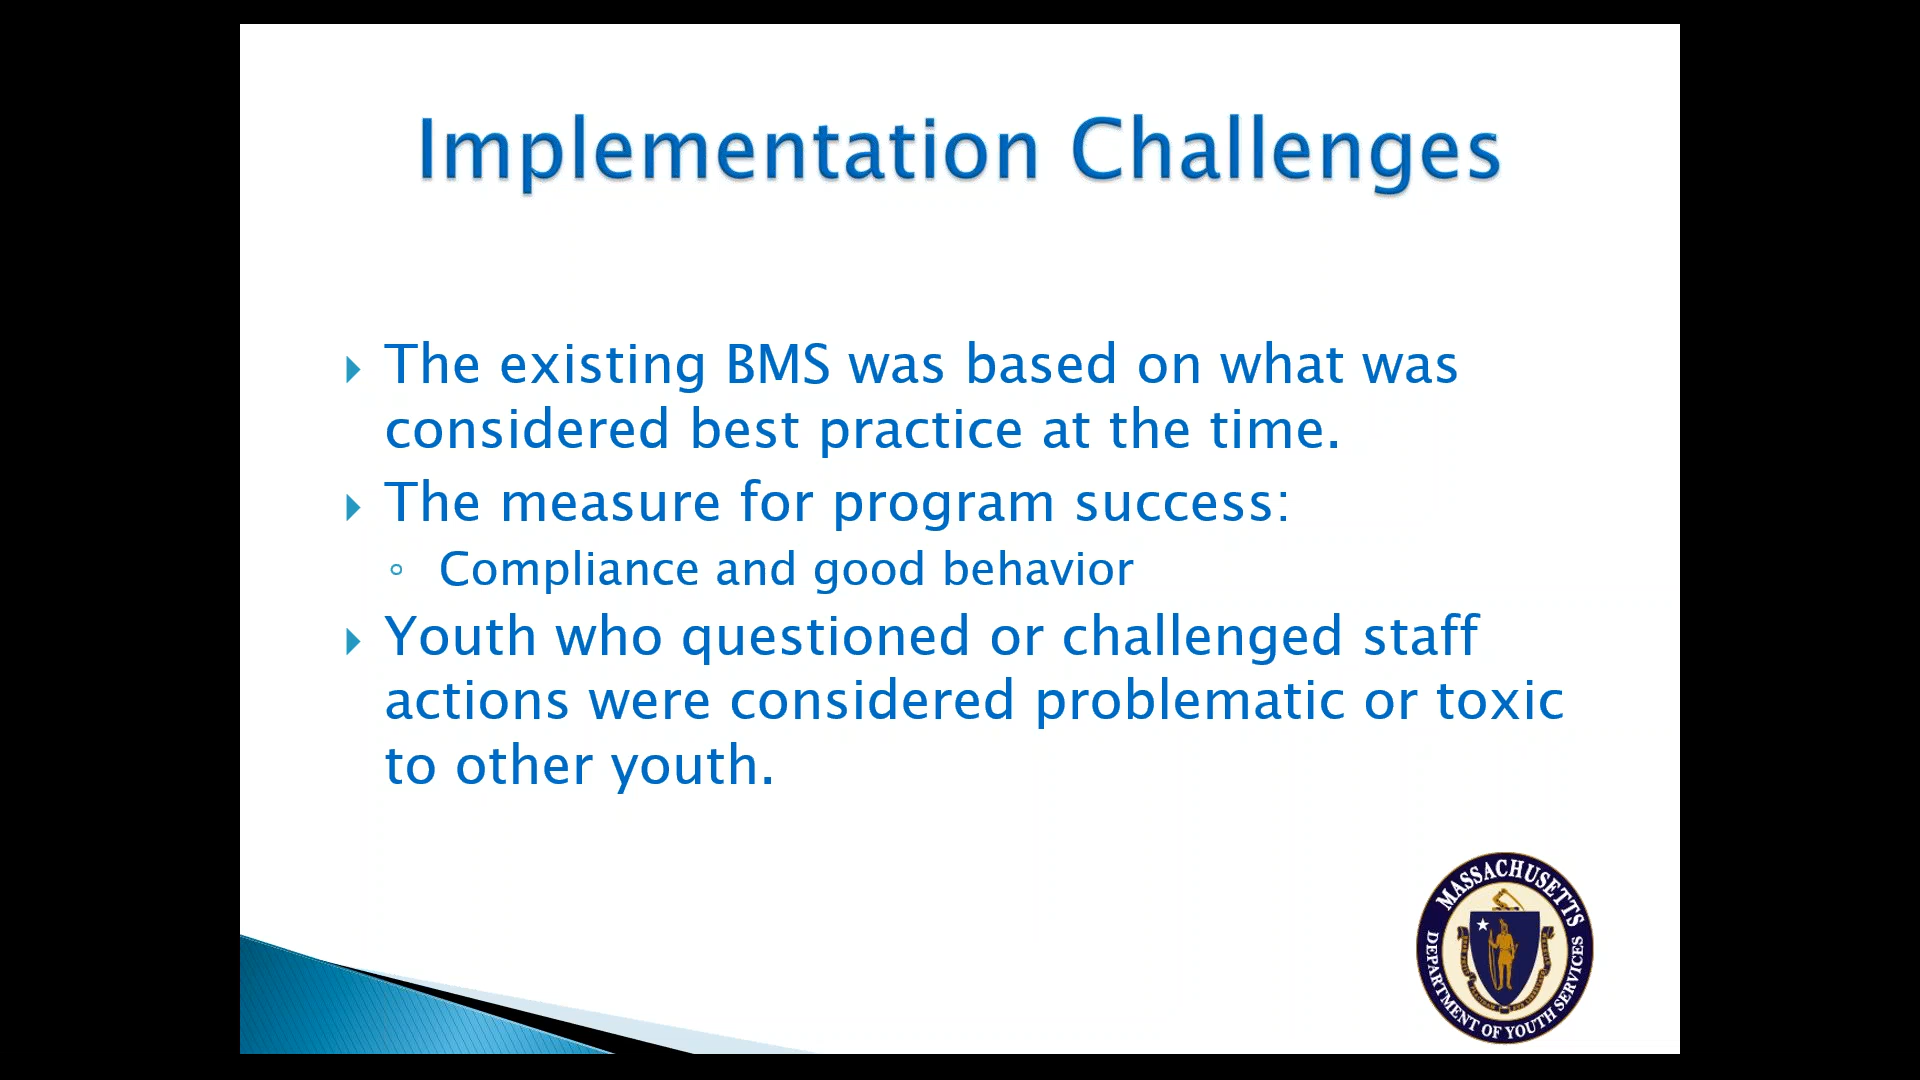 Implementation Challenges
The existing BMS was based on what was
considered best practice at the time.
The measure for program success:
Compliance and good behavior
Youth who questioned or challenged staff
actions were considered problematic or toxic
to other youth.
MASSACHUSETTS
DEPARTMENT OF YOUTH SERVICES